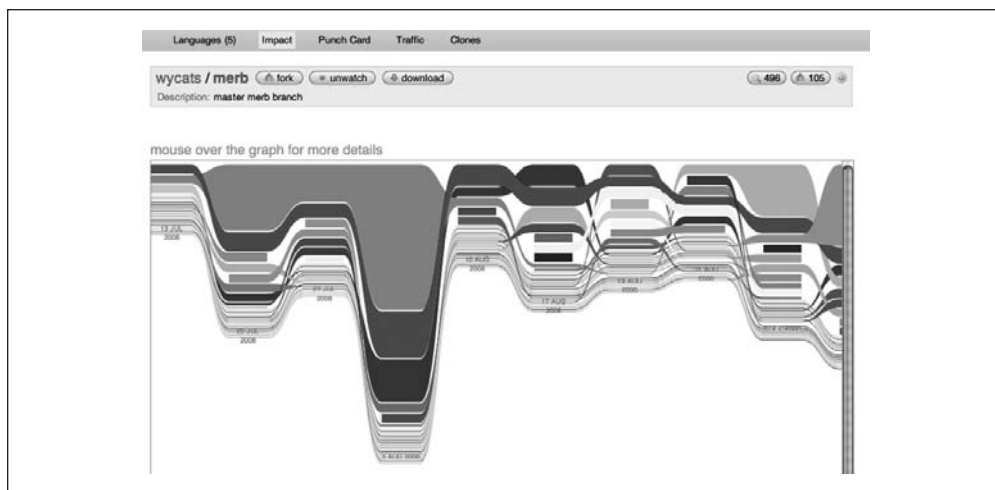 Languages (5) Impact Punch Card Traffic Clones
wycats / merb fork unwatch download 496 105
Description: master merb branch
mouse over the graph for more details
13 JUL
2008
20 JUL
2008
27 JUL
2008
3 AUG 2008
10 AUG
2008
17 AUG
2008